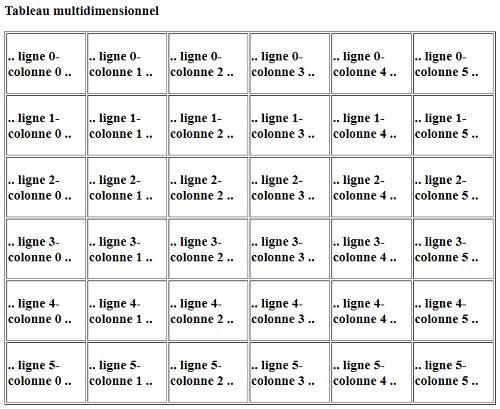 Tableau multidimensionnel
.. ligne 0- colonne 0 .. .. ligne 0- colonne 1 .. .. ligne 0- colonne 2 .. .. ligne 0- colonne 3 .. .. ligne 0- colonne 4 .. .. ligne 0- colonne 5 ..
.. ligne 1- colonne 0 .. .. ligne 1- colonne 1 .. .. ligne 1- colonne 2 .. .. ligne 1- colonne 3 .. .. ligne 1- colonne 4 .. .. ligne 1- colonne 5 ..
.. ligne 2- colonne 0 .. .. ligne 2- colonne 1 .. .. ligne 2- colonne 2 .. .. ligne 2- colonne 3 .. .. ligne 2- colonne 4 .. .. ligne 2- colonne 5 ..
.. ligne 3- colonne 0 .. .. ligne 3- colonne 1 .. .. ligne 3- colonne 2 .. .. ligne 3- colonne 3 .. .. ligne 3- colonne 4 .. .. ligne 3- colonne 5 ..
.. ligne 4- colonne 0 .. .. ligne 4- colonne 1 .. .. ligne 4- colonne 2 .. .. ligne 4- colonne 3 .. .. ligne 4- colonne 4 .. .. ligne 4- colonne 5 ..
.. ligne 5- colonne 0 .. .. ligne 5- colonne 1 .. .. ligne 5- colonne 2 .. .. ligne 5- colonne 3 .. .. ligne 5- colonne 4 .. .. ligne 5- colonne 5 ..